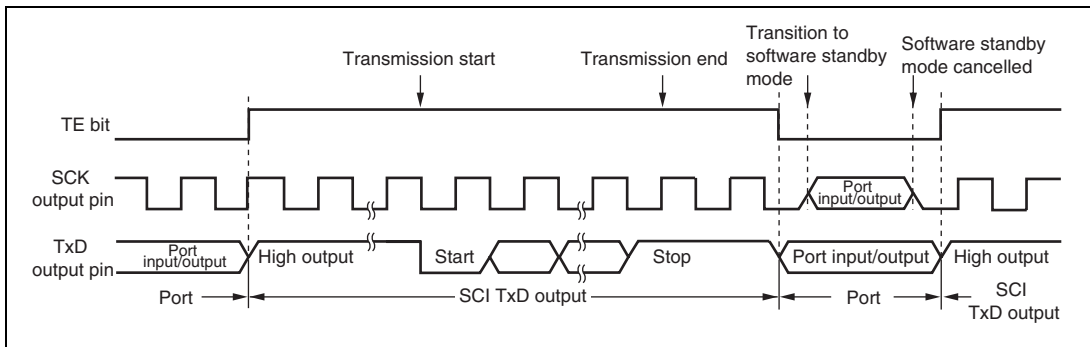 Transition to
software standby
mode
Software standby
mode cancelled
Transmission start
Transmission end
TE bit
SCK
output pin
Port
input/output
TxD
output pin
Port
input/output
High output
Start
Stop
Port input/output
High output
Port
SCI TxD output
Port
SCI
TxD output